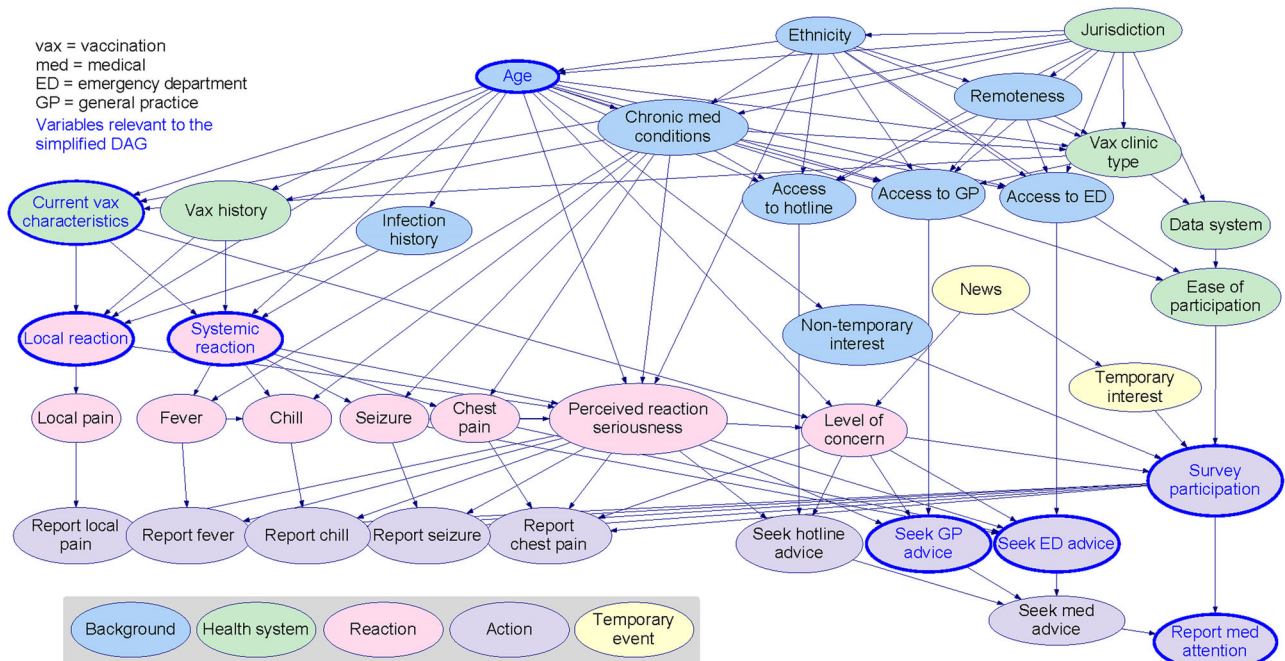 vax = vaccination
med = medical
ED = emergency department
GP = general practice
Variables relevant to the
simplified DAG
Ethnicity
Jurisdiction
Age
Remoteness
Chronic med
conditions
Vax clinic
type
Current vax
characteristics
Vax history
Infection
history
Access
to hotline
Access to GP
Access to ED
Data system
News
Ease of
participation
Non-temporary
interest
Local reaction
Systemic
reaction
Temporary
interest
Local pain
Fever
Chill
Seizure
Chest
pain
Perceived reaction
seriousness
Level of
concern
Survey
participation
Report local
pain
Report fever
Report chill
Report seizure
Report
chest pain
Seek hotline
advice
Seek GP
advice
Seek ED advice
Seek med
advice
Report med
attention
Background
Health system
Reaction
Action
Temporary
event